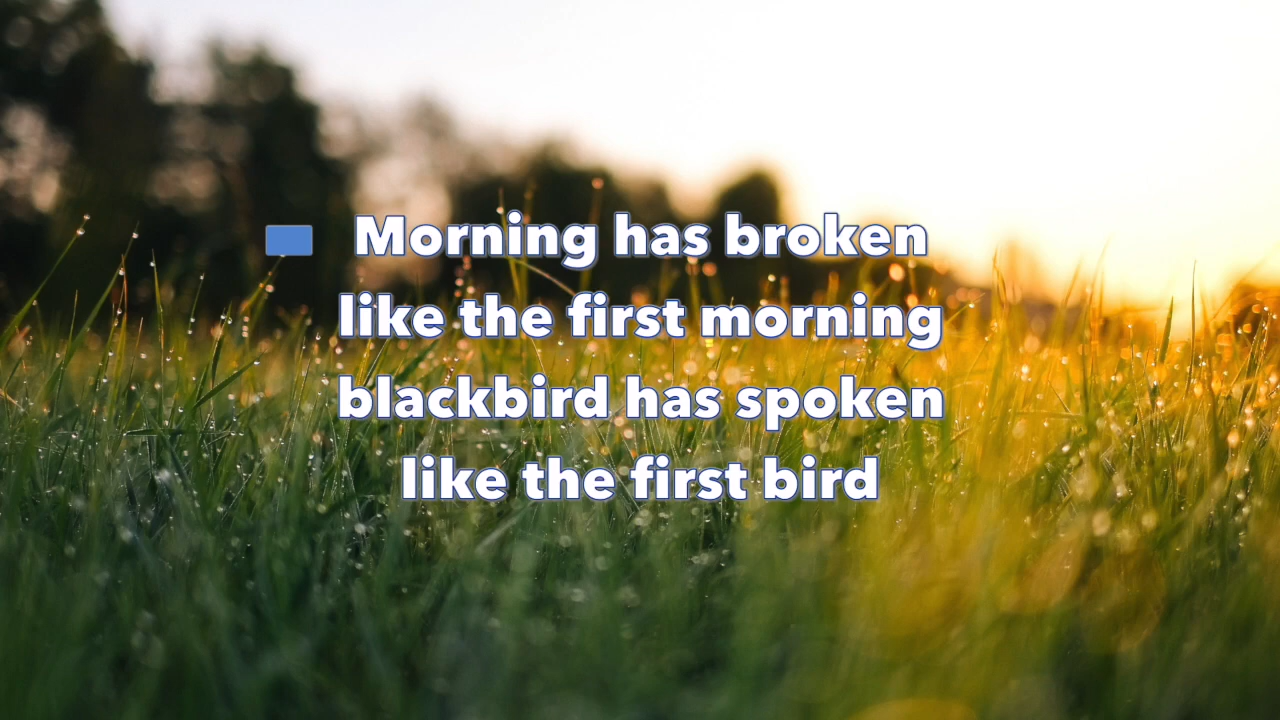 Morning has broken
like the first morning
blackbird has spoken
like the first bird